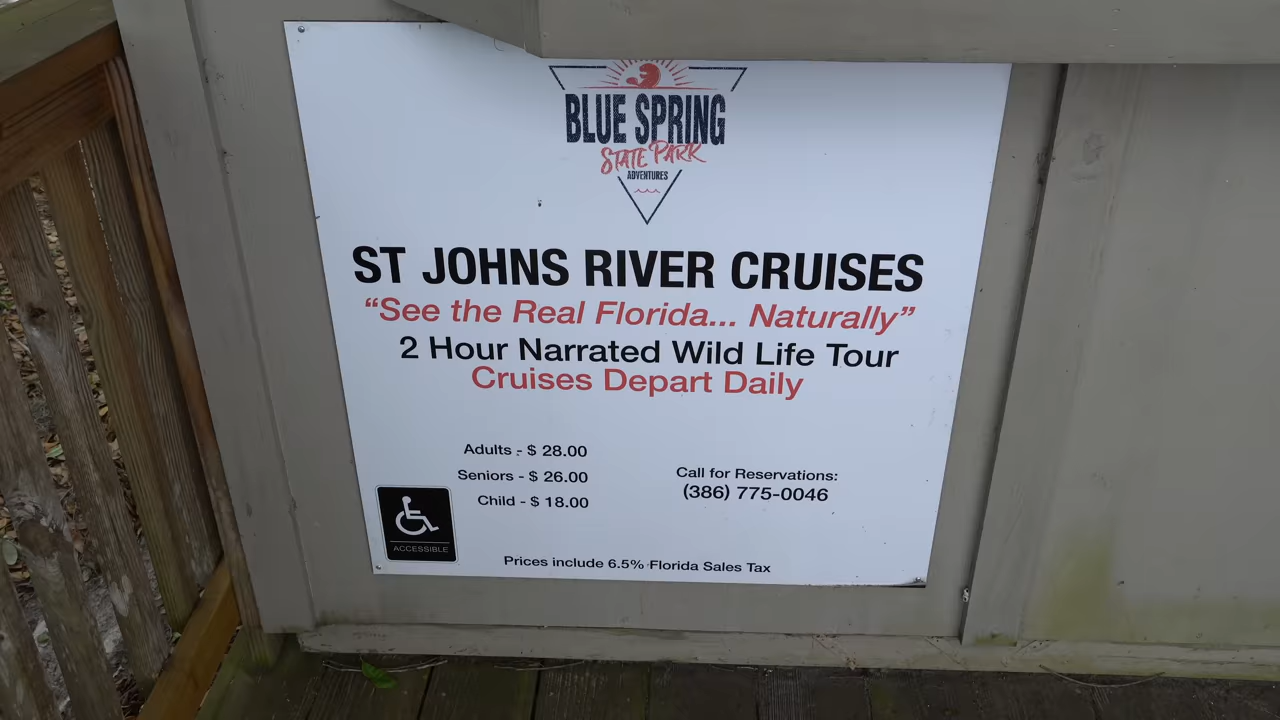 BLUE SPRING
STATE PARK
ADVENTURES
ST JOHNS RIVER CRUISES
“See the Real Florida... Naturally”
2 Hour Narrated Wild Life Tour
Cruises Depart Daily
Adults - $ 28.00
Seniors - $ 26.00
Child - $ 18.00
Call for Reservations:
(386) 775-0046
ACCESSIBLE
Prices include 6.5% Florida Sales Tax